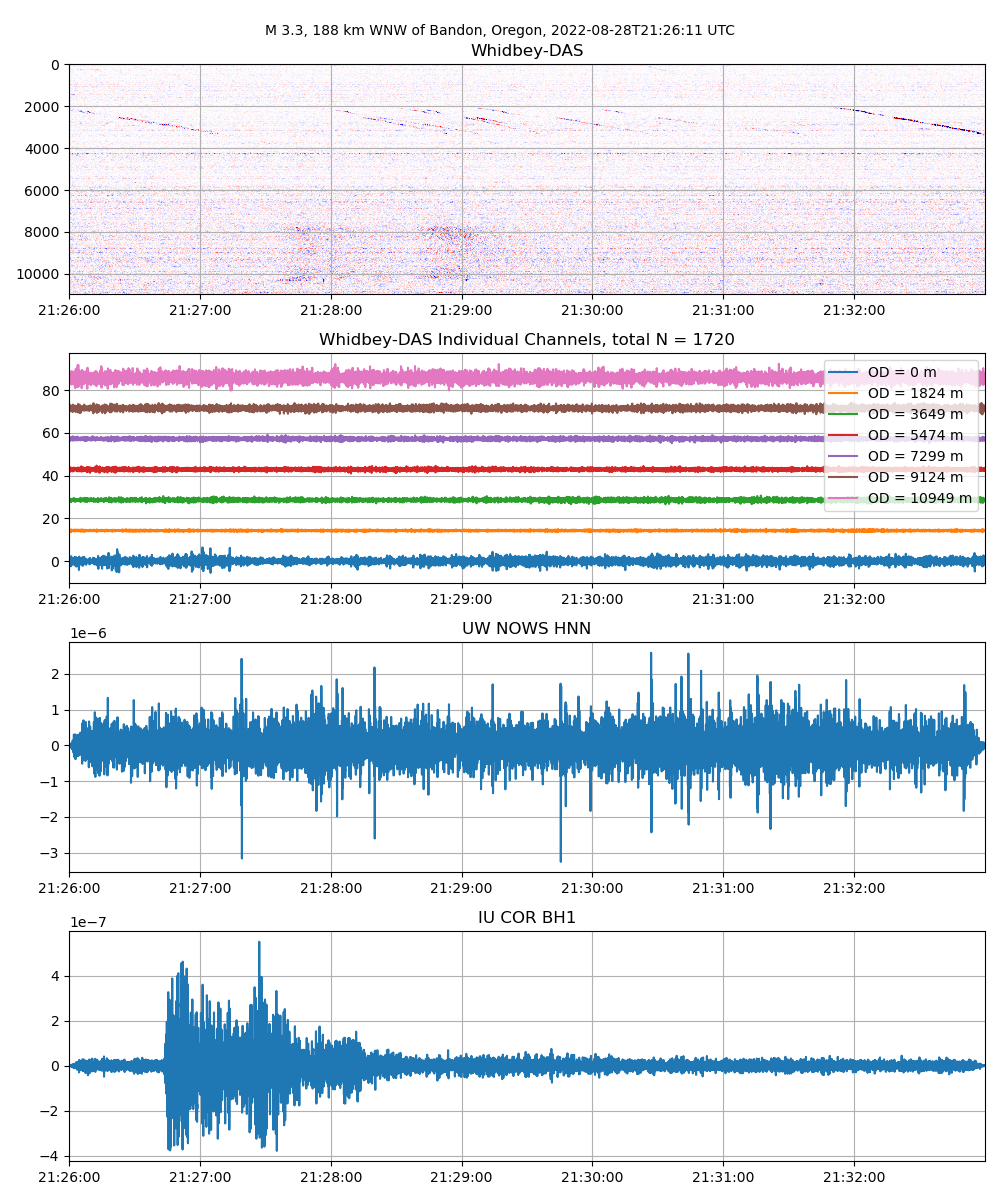 M 3.3, 188 km WNW of Bandon, Oregon, 2022-08-28T21:26:11 UTC
Whidbey-DAS
0
2000
4000
6000
8000
10000
21:26:00 21:27:00 21:28:00 21:29:00 21:30:00 21:31:00 21:32:00
Whidbey-DAS Individual Channels, total N = 1720
80
60
40
20
0
OD = 0 m
OD = 1824 m
OD = 3649 m
OD = 5474 m
OD = 7299 m
OD = 9124 m
OD = 10949 m
21:26:00 21:27:00 21:28:00 21:29:00 21:30:00 21:31:00 21:32:00
UW NOWS HNN
1e−6
2
1
0
−1
−2
−3
21:26:00 21:27:00 21:28:00 21:29:00 21:30:00 21:31:00 21:32:00
IU COR BH1
1e−7
4
2
0
−2
−4
21:26:00 21:27:00 21:28:00 21:29:00 21:30:00 21:31:00 21:32:00